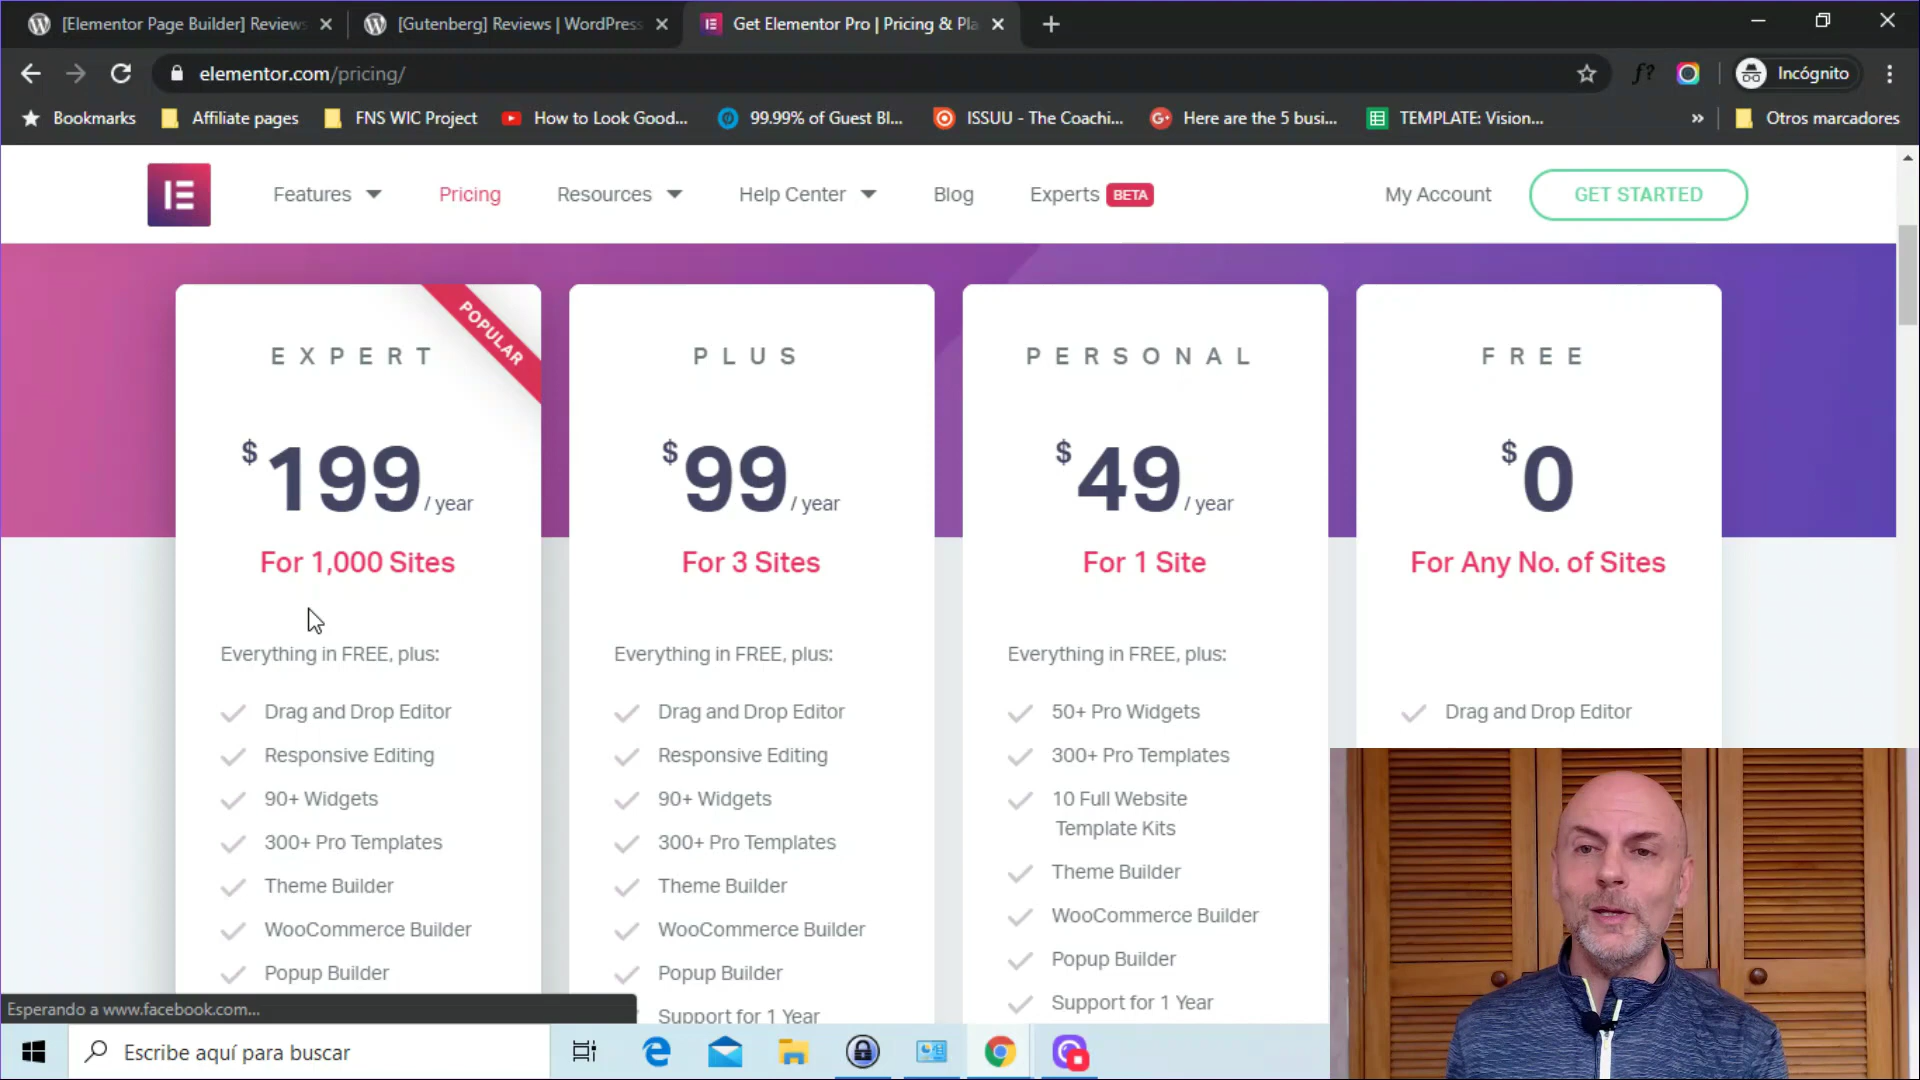 [Elementor Page Builder] Reviews
[Gutenberg] Reviews | WordPress
Get Elementor Pro | Pricing & Pla
elementor.com/pricing/
f?
Incógnito
Bookmarks
Affiliate pages
FNS WIC Project
How to Look Good...
99.99% of Guest Bl...
ISSUU - The Coachi...
Here are the 5 busi...
TEMPLATE: Vision...
»
Otros marcadores
Features
Pricing
Resources
Help Center
Blog
Experts BETA
My Account
GET STARTED
EXPERT
POPULAR
$199 / year
For 1,000 Sites
Everything in FREE, plus:
Drag and Drop Editor
Responsive Editing
90+ Widgets
300+ Pro Templates
Theme Builder
WooCommerce Builder
Popup Builder
PLUS
$99 / year
For 3 Sites
Everything in FREE, plus:
Drag and Drop Editor
Responsive Editing
90+ Widgets
300+ Pro Templates
Theme Builder
WooCommerce Builder
Popup Builder
Support for 1 Year
PERSONAL
$49 / year
For 1 Site
Everything in FREE, plus:
50+ Pro Widgets
300+ Pro Templates
10 Full Website
Template Kits
Theme Builder
WooCommerce Builder
Popup Builder
Support for 1 Year
FREE
$0
For Any No. of Sites
Drag and Drop Editor
Esperando a www.facebook.com...
Escribe aquí para buscar